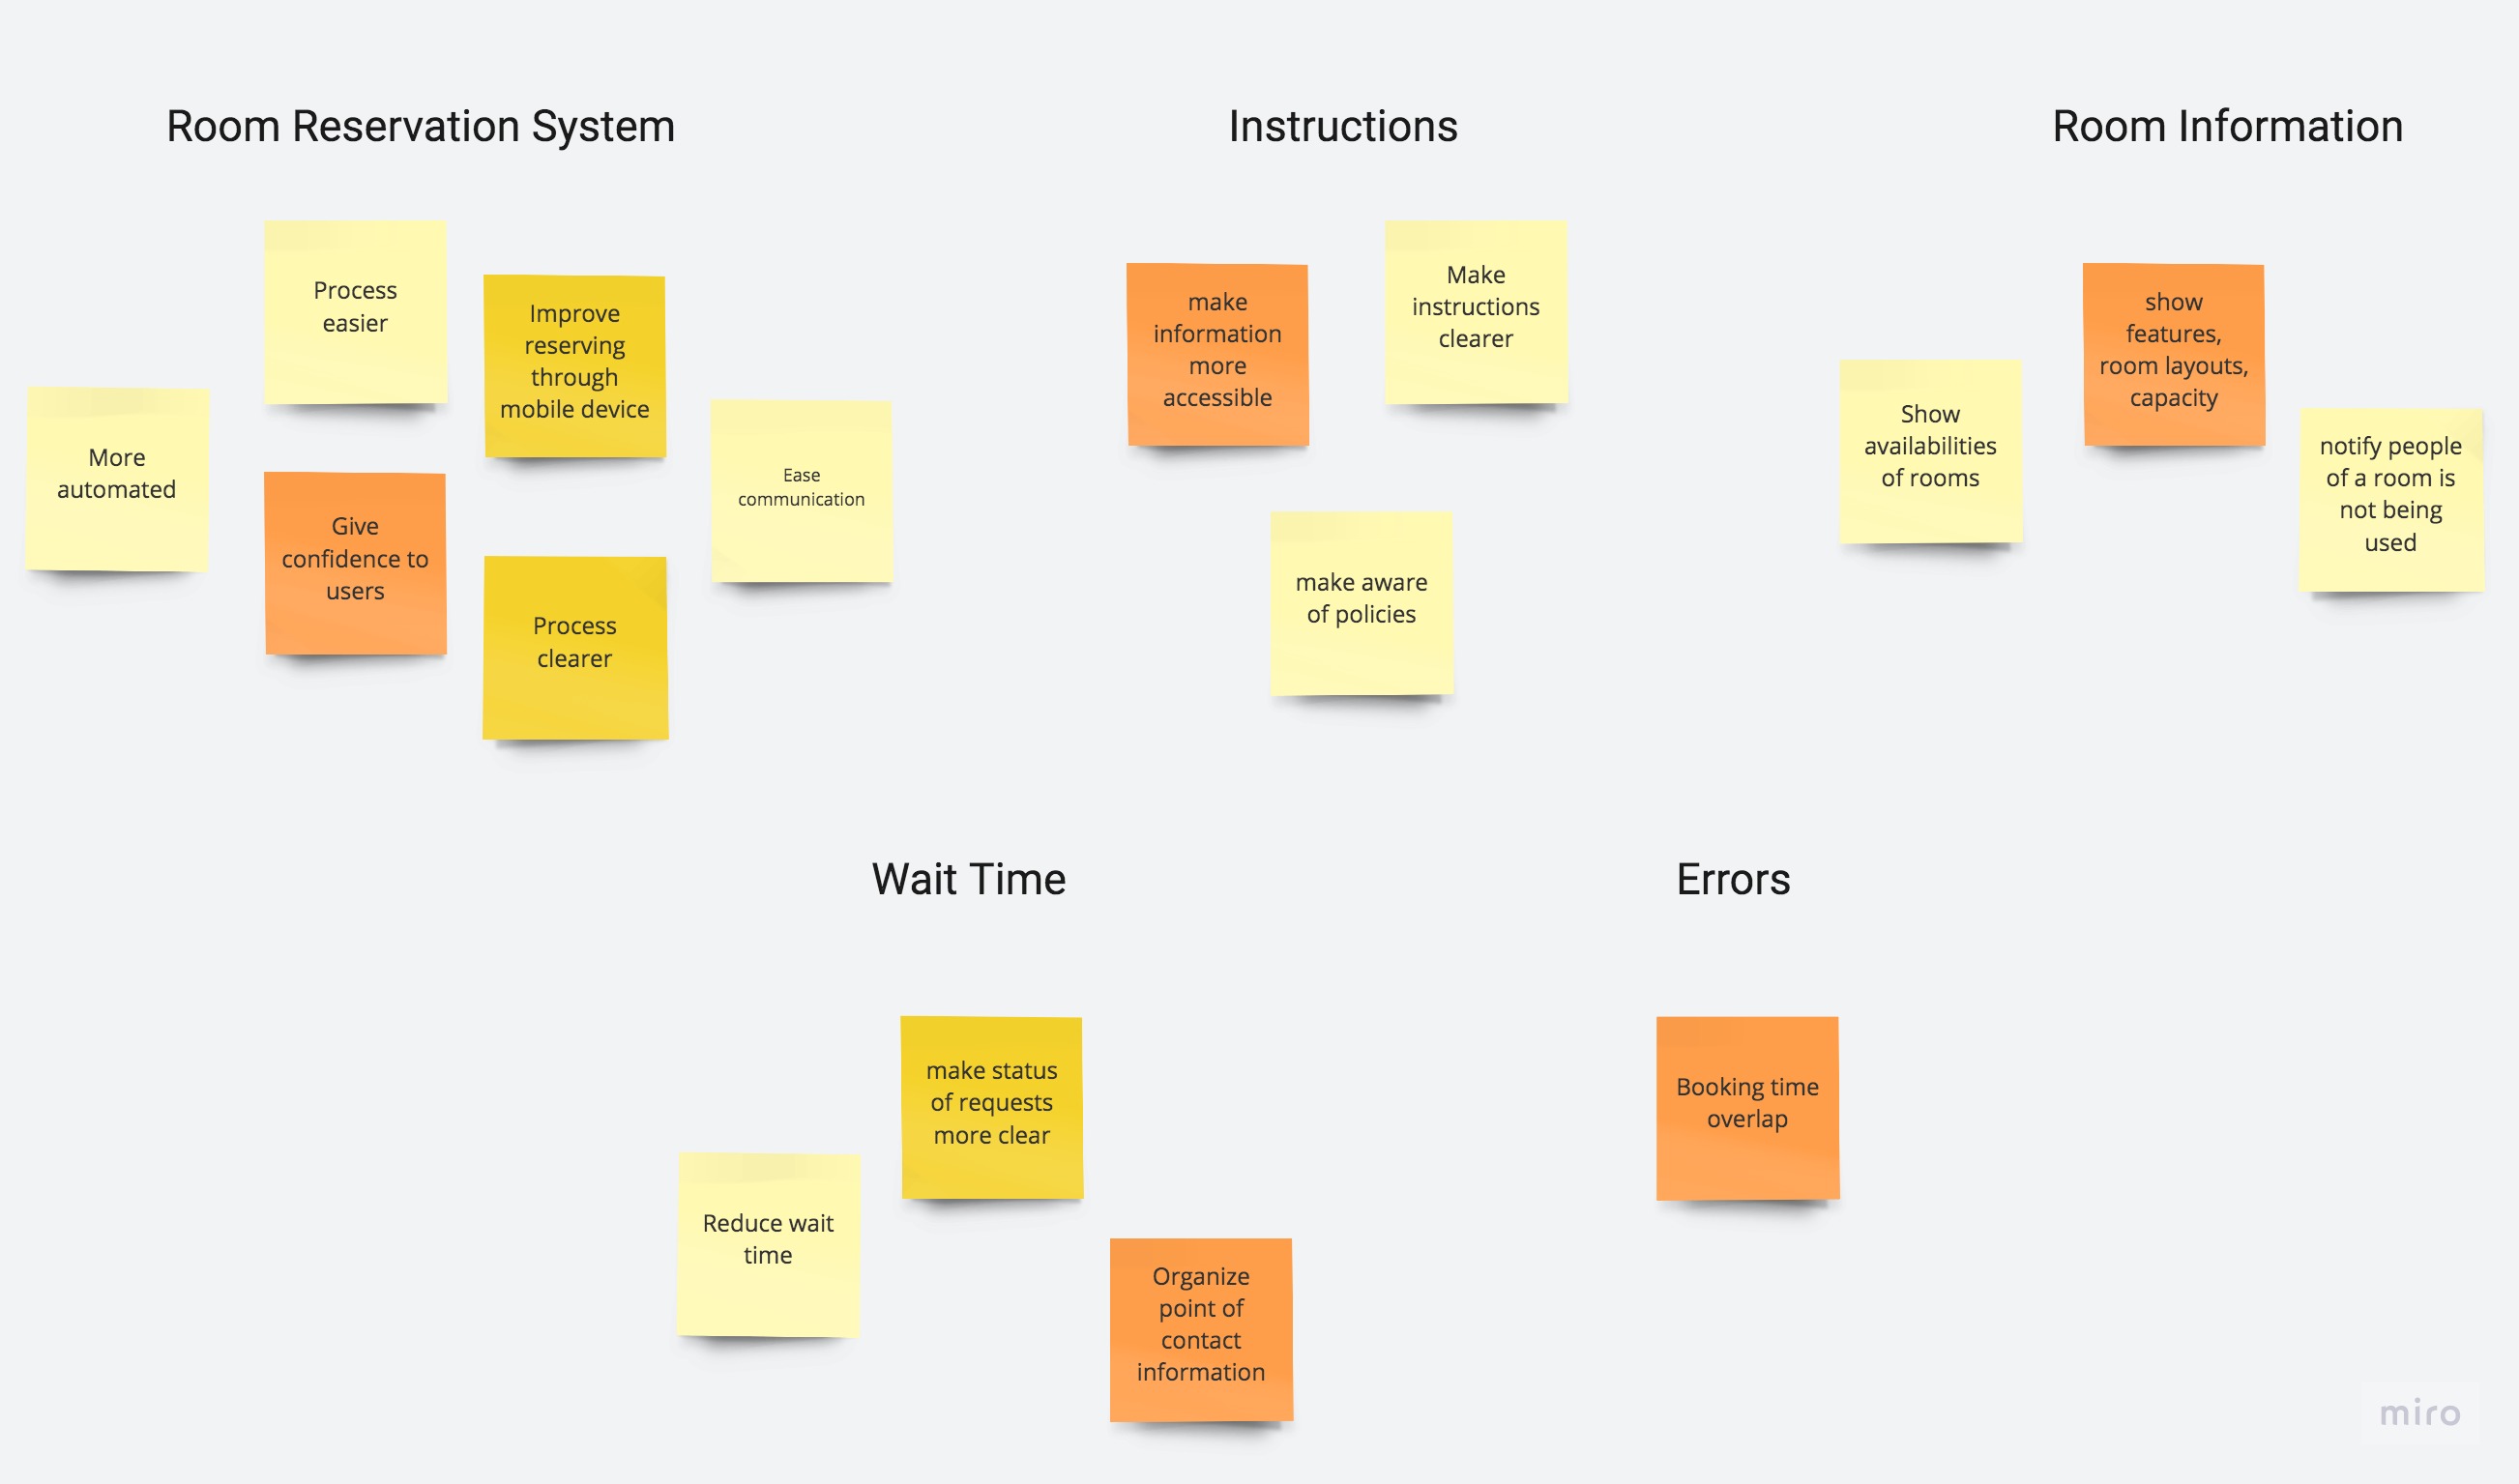 Room Reservation System
Process
easier
Improve
reserving
through
mobile device
More
automated
Give
confidence to
users
Ease
communication
Process
clearer
Instructions
make
information
more
accessible
Make
instructions
clearer
make aware
of policies
Room Information
show
features,
room layouts,
capacity
Show
availabilities
of rooms
notify people
of a room is
not being
used
Wait Time
make status
of requests
more clear
Reduce wait
time
Organize
point of
contact
information
Errors
Booking time
overlap
miro